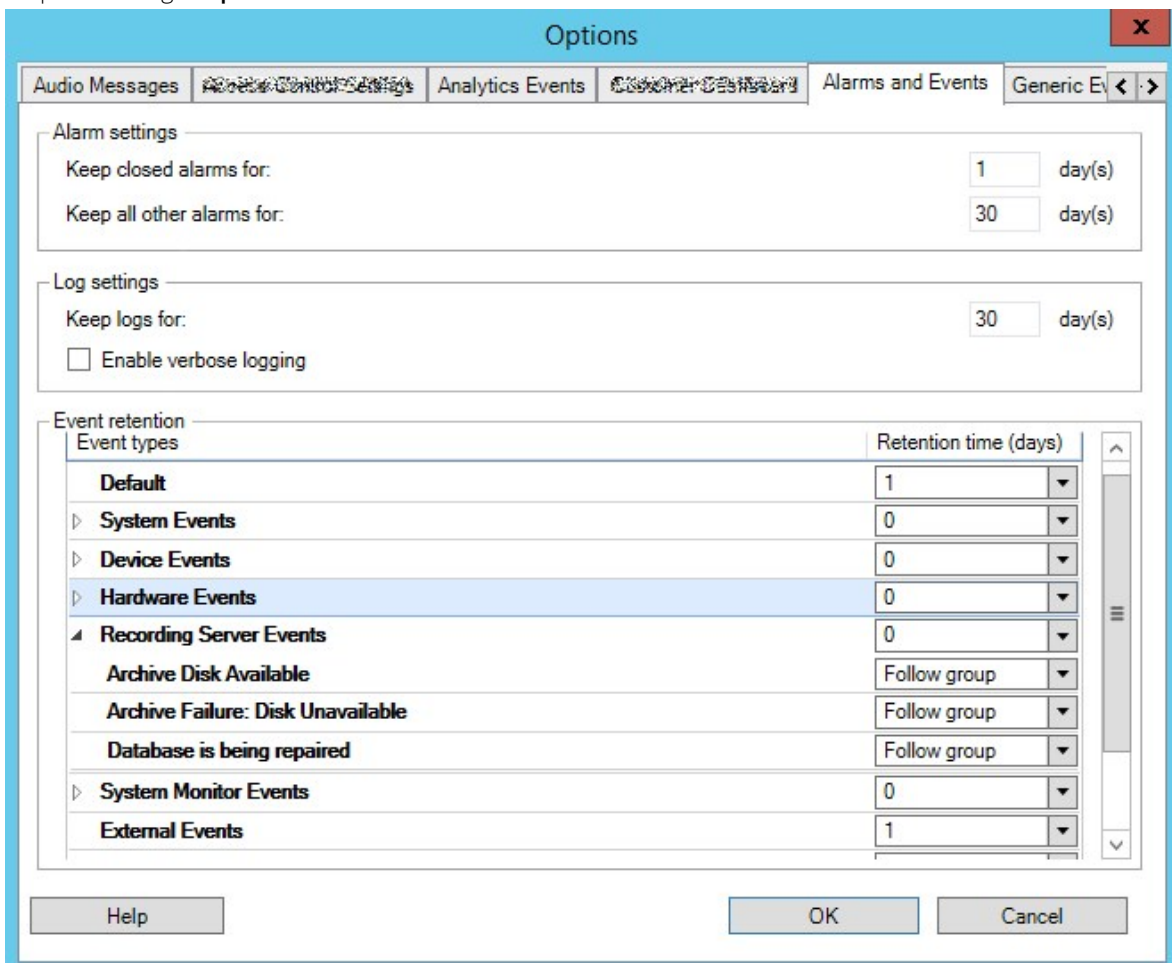 Options
x
Audio Messages
Analytics Events
Alarms and Events
Generic Ev
Alarm settings
Keep closed alarms for: 1 day(s)
Keep all other alarms for: 30 day(s)
Log settings
Keep logs for: 30 day(s)
Enable verbose logging
Event retention
Event types Retention time (days)
Default 1
System Events 0
Device Events 0
Hardware Events 0
Recording Server Events 0
Archive Disk Available Follow group
Archive Failure: Disk Unavailable Follow group
Database is being repaired Follow group
System Monitor Events 0
External Events 1
Help OK Cancel